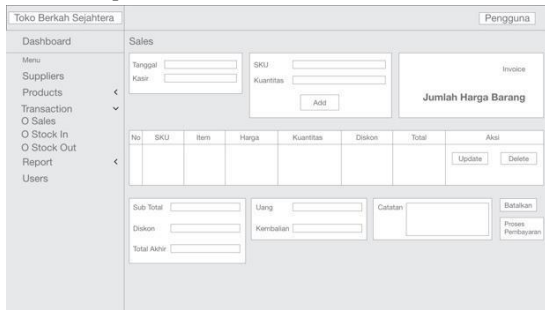 Toko Berkah Sejahtera
Pengguna
Dashboard
Menu
Suppliers
Products
Transaction
O Sales
O Stock In
O Stock Out
Report
Users
Sales
Tanggal
Kasir
SKU
Kuantitas
Add
Invoice
Jumlah Harga Barang
No SKU Item Harga Kuantitas Diskon Total Aksi
Update Delete
Sub Total
Diskon
Total Akhir
Uang
Kembalian
Catatan
Batalkan
Proses
Pembayaran